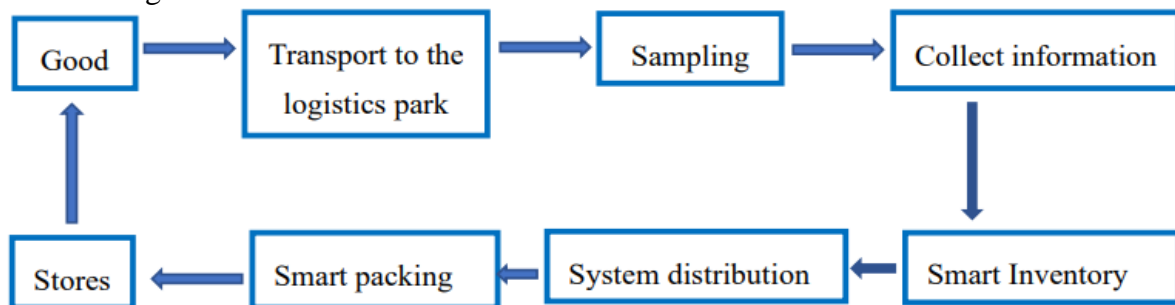 Good
Transport to the
logistics park
Sampling
Collect information
Smart Inventory
System distribution
Smart packing
Stores